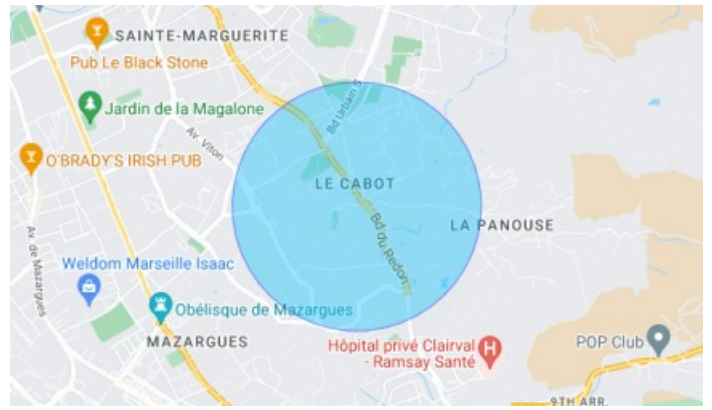 SAINTE-MARGUERITE
Pub Le Black Stone
Jardin de la Magalone
Bd Urbain S
Av. Viton
O'BRADY'S IRISH PUB
LE CABOT
Av. de Mazargues
Bd du Redon
LA PANOUSE
Weldom Marseille Isaac
Obélisque de Mazargues
MAZARGUES
Hôpital privé Clairval
- Ramsay Santé
POP Club
9TH ARR.